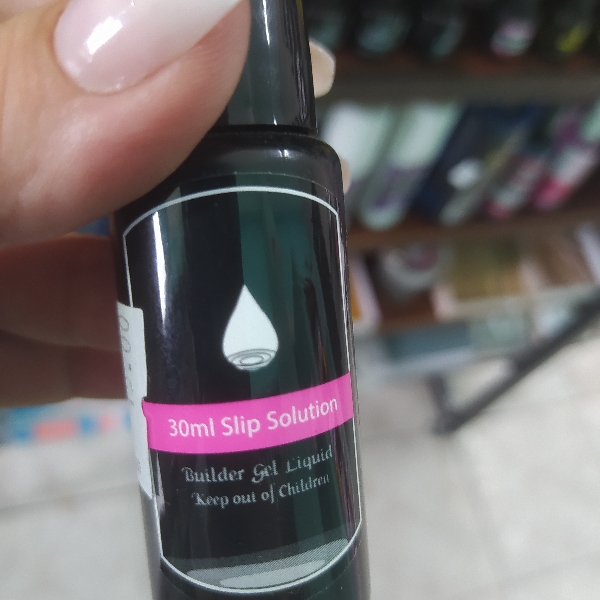 30ml Slip Solution
Builder Gel Liquid
Keep out of Children